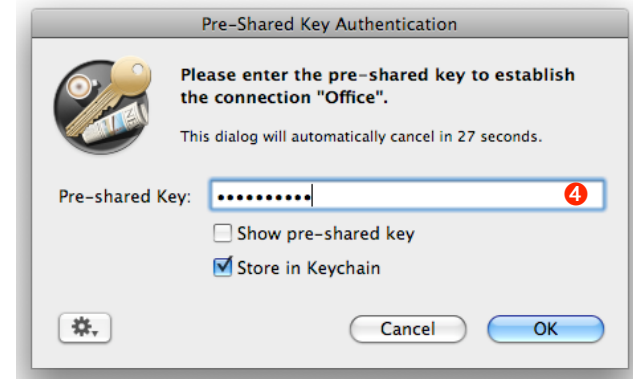 Pre-Shared Key Authentication
Please enter the pre-shared key to establish
the connection "Office".
This dialog will automatically cancel in 27 seconds.
Pre-shared Key: •••••••••• 4
Show pre-shared key
Store in Keychain
Cancel OK